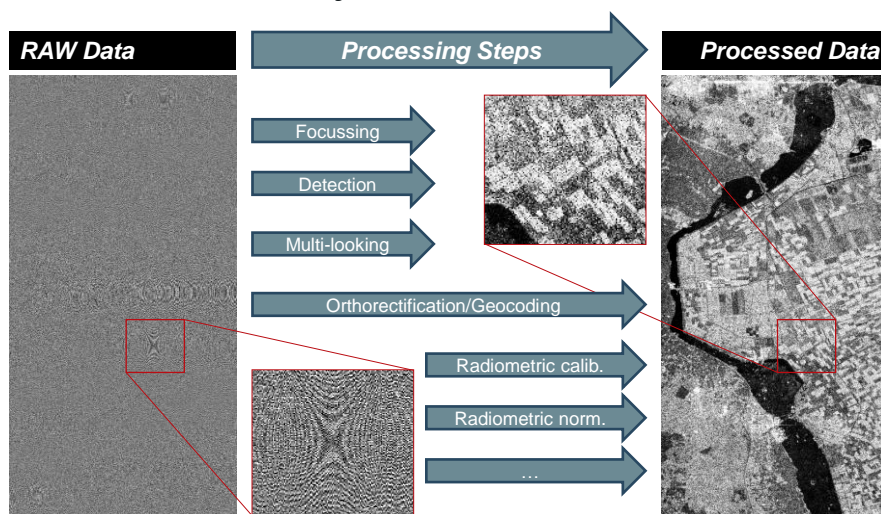 RAW Data
Processing Steps
Processed Data
Focussing
Detection
Multi-looking
Orthorectification/Geocoding
Radiometric calib.
Radiometric norm.
…